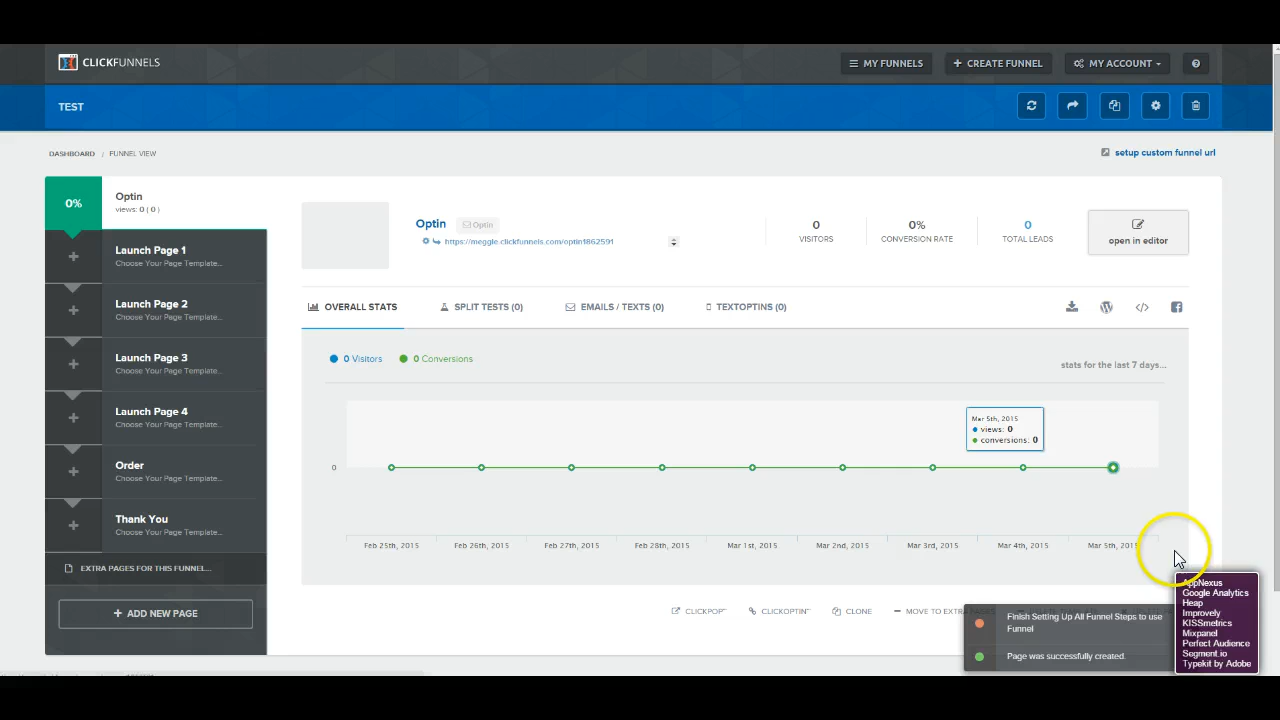 CLICKFUNNELS
MY FUNNELS
CREATE FUNNEL
MY ACCOUNT
TEST
DASHBOARD / FUNNEL VIEW
setup custom funnel url
0%
Optin
views: 0 ( 0 )
Launch Page 1
Choose Your Page Template...
Launch Page 2
Choose Your Page Template...
Launch Page 3
Choose Your Page Template...
Launch Page 4
Choose Your Page Template...
Order
Choose Your Page Template...
Thank You
Choose Your Page Template...
EXTRA PAGES FOR THIS FUNNEL...
ADD NEW PAGE
Optin
Optin
https://meggle.clickfunnels.com/optin1862591
0
VISITORS
0%
CONVERSION RATE
0
TOTAL LEADS
open in editor
OVERALL STATS
SPLIT TESTS (0)
EMAILS / TEXTS (0)
TEXTOPTINS (0)
0 Visitors
0 Conversions
stats for the last 7 days...
Mar 5th, 2015
views: 0
conversions: 0
0
Feb 25th, 2015
Feb 26th, 2015
Feb 27th, 2015
Feb 28th, 2015
Mar 1st, 2015
Mar 2nd, 2015
Mar 3rd, 2015
Mar 4th, 2015
Mar 5th, 2015
CLICKPOP™
CLICKOPTIN™
CLONE
MOVE TO EXTRA PAGES
Finish Setting Up All Funnel Steps to use
Funnel
Page was successfully created.
AppNexus
Google Analytics
Heap
Improvely
KISSmetrics
Mixpanel
Perfect Audience
Segment.io
Typekit by Adobe